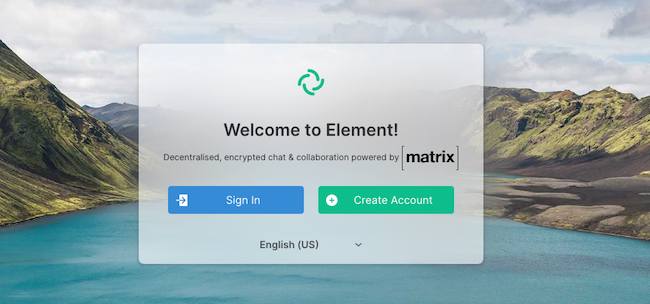 Welcome to Element!
Decentralised, encrypted chat & collaboration powered by [matrix]
Sign In
Create Account
English (US)